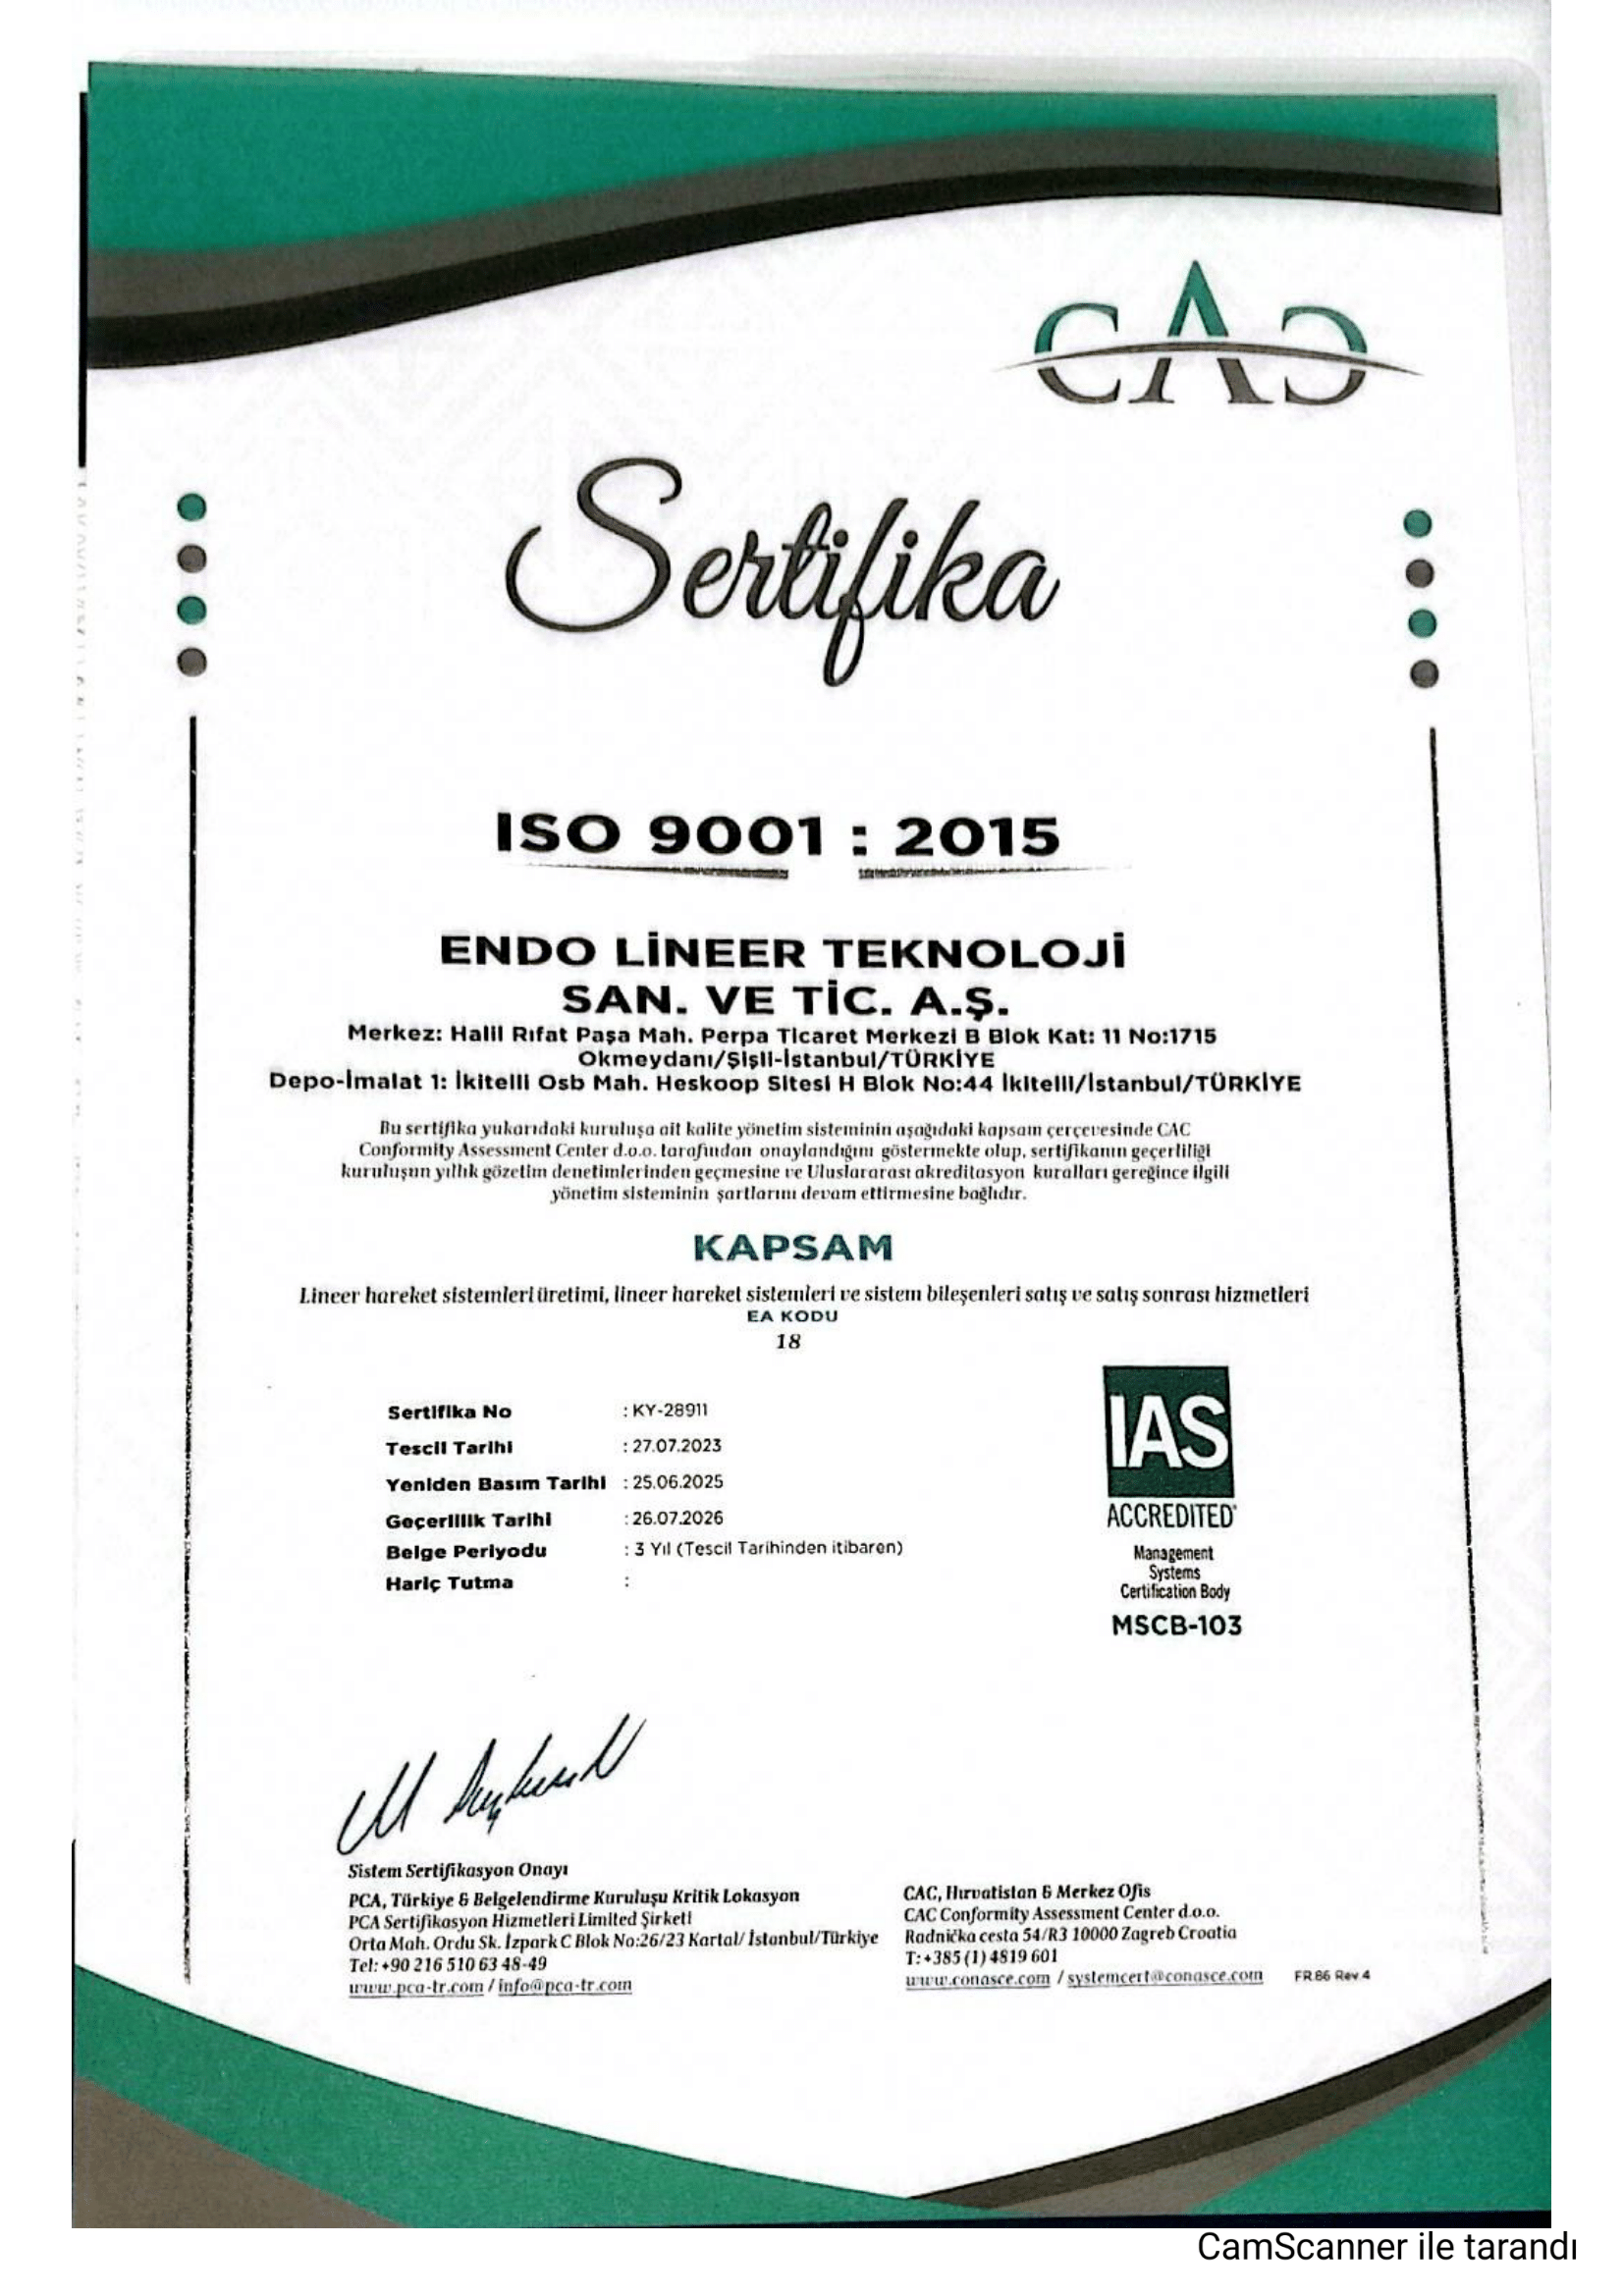 CAC
Sertifika
ISO 9001 : 2015
ENDO LİNEER TEKNOLOJİ
SAN. VE TİC. A.Ş.
Merkez: Halil Rıfat Paşa Mah. Perpa Ticaret Merkezi B Blok Kat: 11 No:1715
Okmeydanı/Şişli-İstanbul/TÜRKİYE
Depo-İmalat 1: İkitelli Osb Mah. Heskoop Sitesi H Blok No:44 İkitelli/İstanbul/TÜRKİYE
Bu sertifika yukarıdaki kuruluşa ait kalite yönetim sisteminin aşağıdaki kapsam çerçevesinde CAC
Conformity Assessment Center d.o.o. tarafından onaylandığını göstermekte olup, sertifikanın geçerliliği
kuruluşun yıllık gözetim denetimlerinden geçmesine ve Uluslararası akreditasyon kuralları gereğince ilgili
yönetim sisteminin şartlarını devam ettirmesine bağlıdır.
KAPSAM
Lineer hareket sistemleri üretimi, lineer hareket sistemleri ve sistem bileşenleri satış ve satış sonrası hizmetleri
EA KODU
18
Sertifika No : KY-28911
Tescil Tarihi : 27.07.2023
Yeniden Basım Tarihi : 25.06.2025
Geçerlilik Tarihi : 26.07.2026
Belge Periyodu : 3 Yıl (Tescil Tarihinden itibaren)
Hariç Tutma :
IAS
ACCREDITED
Management
Systems
Certification Body
MSCB-103
Sistem Sertifikasyon Onayı
PCA, Türkiye & Belgelendirme Kuruluşu Kritik Lokasyon
PCA Sertifikasyon Hizmetleri Limited Şirketi
Orta Mah. Ordu Sk. İzpark C Blok No:26/23 Kartal/ İstanbul/Türkiye
Tel: +90 216 510 63 48-49
www.pca-tr.com / info@pca-tr.com
CAC, Hırvatistan & Merkez Ofis
CAC Conformity Assessment Center d.o.o.
Radnička cesta 54/R3 10000 Zagreb Croatia
T: +385 (1) 4819 601
www.conasce.com / systemcert@conasce.com
FR.86 Rev.4
CamScanner ile tarandı